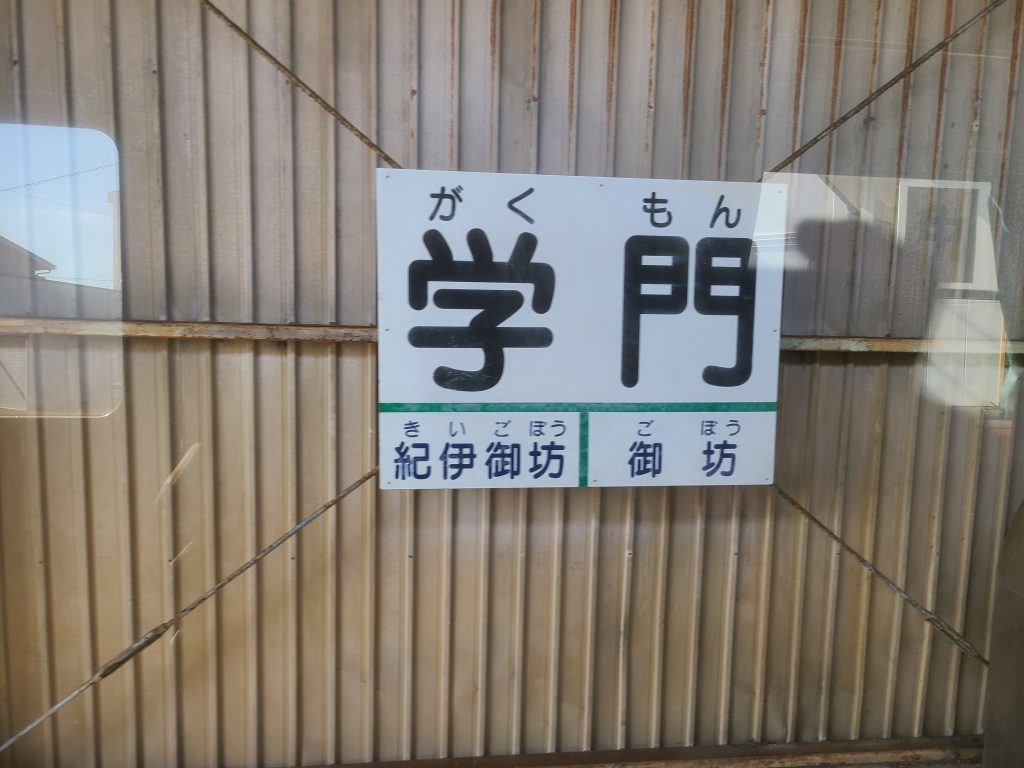 がく もん
学 門
きいごぼう ごぼう
紀伊御坊 御坊